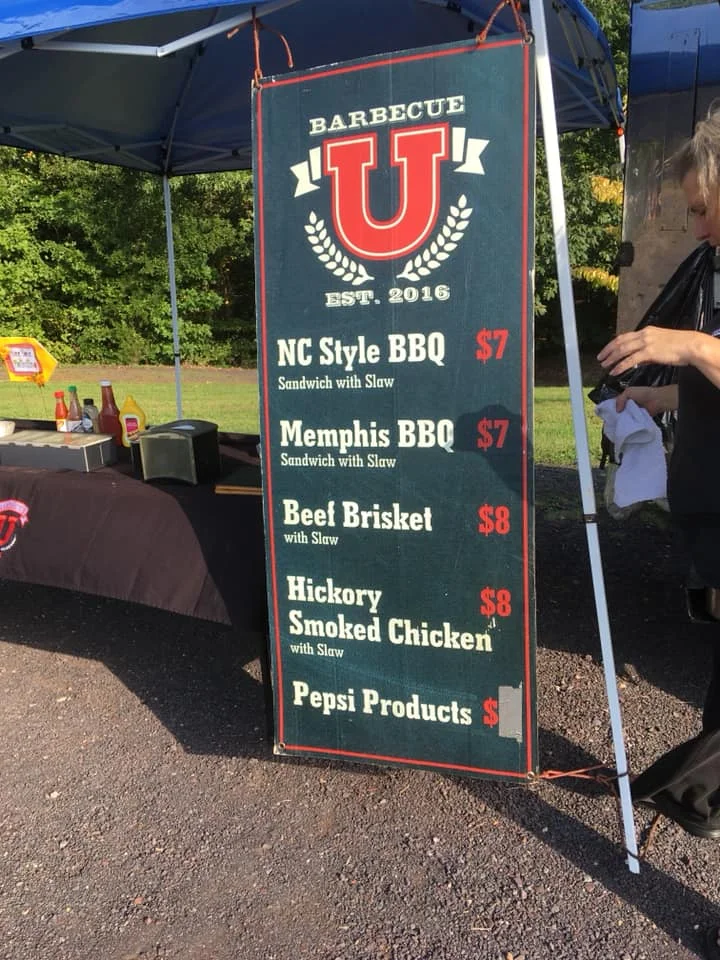 BARBECUE
U
EST. 2016
NC Style BBQ $7
Sandwich with Slaw
Memphis BBQ $7
Sandwich with Slaw
Beef Brisket $8
with Slaw
Hickory $8
Smoked Chicken
with Slaw
Pepsi Products $
U